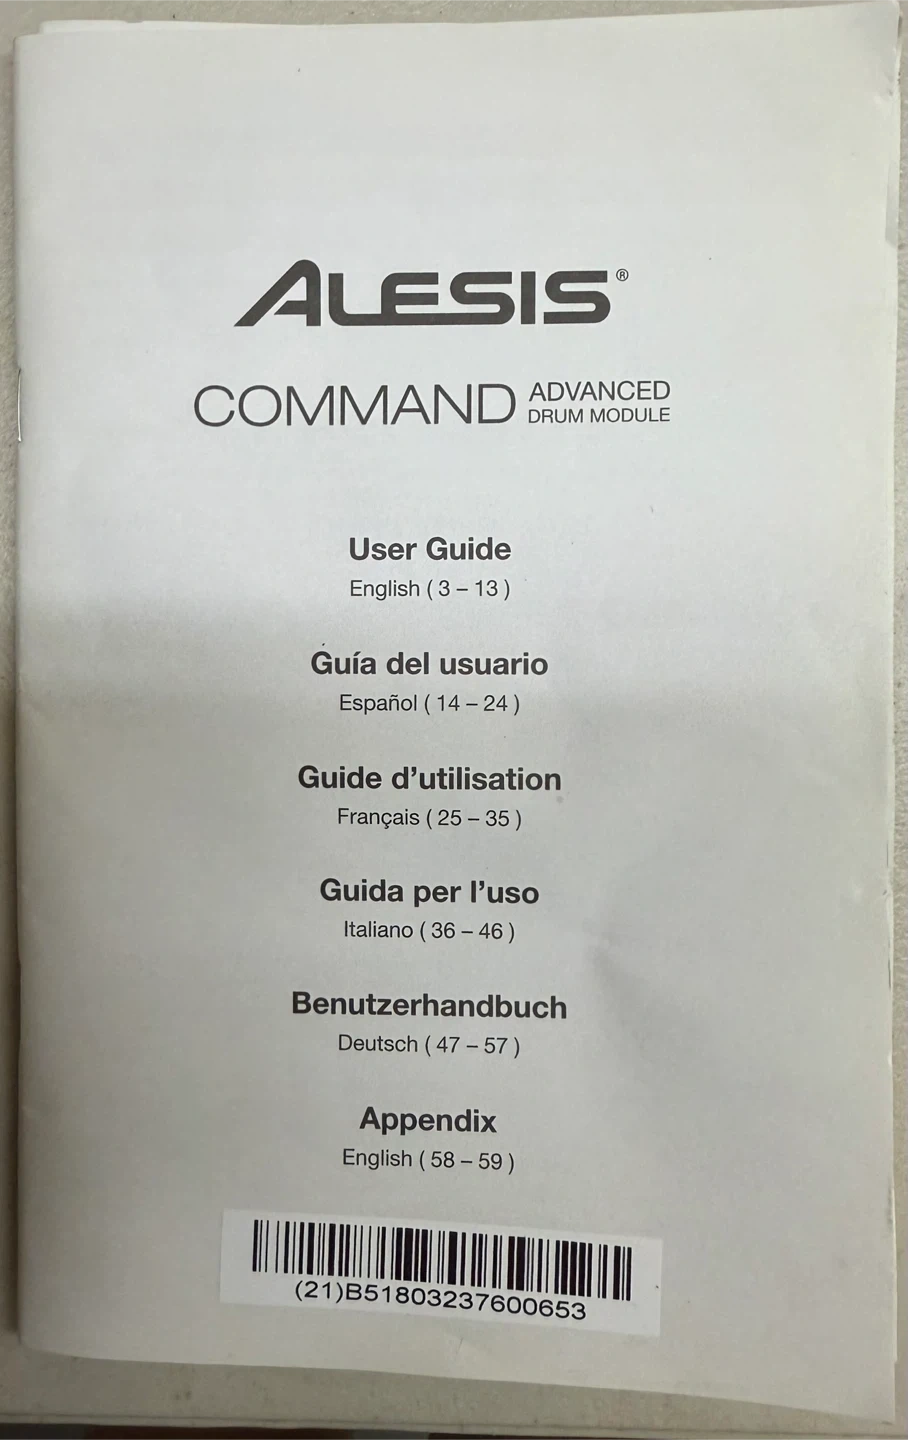 ALESIS®
COMMAND ADVANCED
DRUM MODULE
User Guide
English ( 3 – 13 )
Guía del usuario
Español ( 14 – 24 )
Guide d’utilisation
Français ( 25 – 35 )
Guida per l’uso
Italiano ( 36 – 46 )
Benutzerhandbuch
Deutsch ( 47 – 57 )
Appendix
English ( 58 – 59 )
(21)B51803237600653